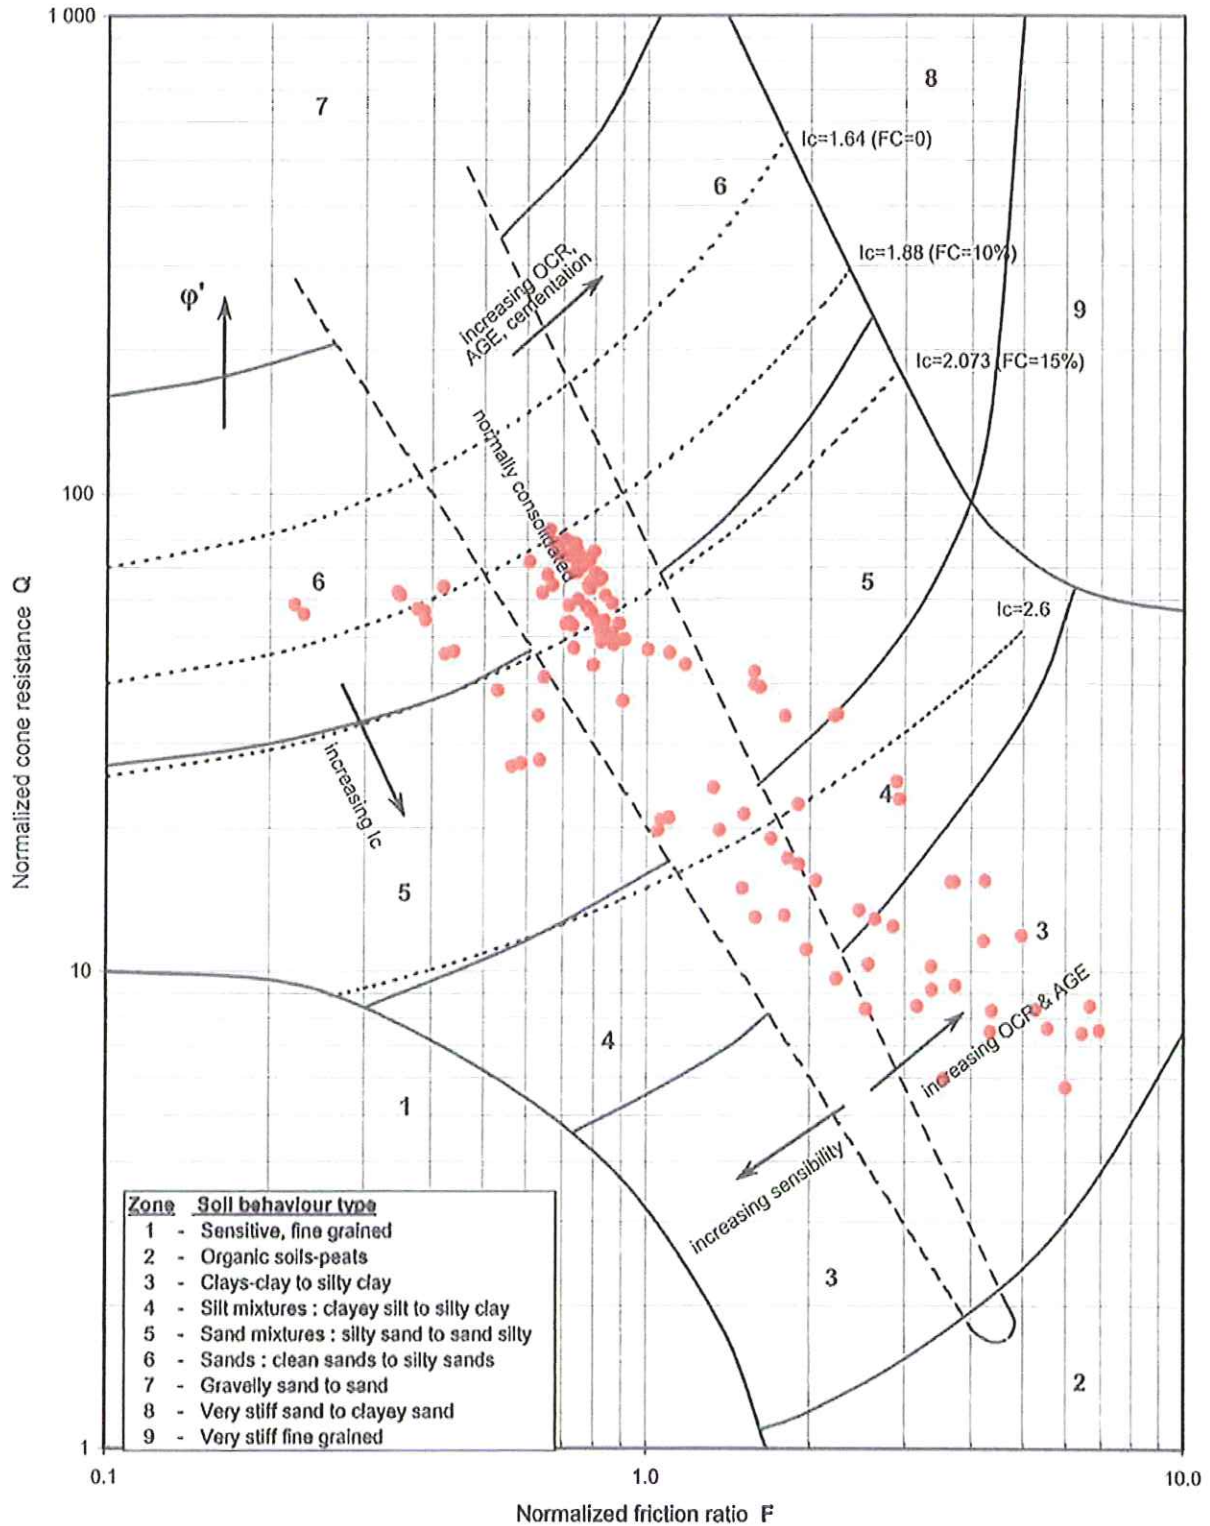 1 000
7
8
Ic=1.64 (FC=0)
6
Ic=1.88 (FC=10%)
increasing OCR,
AGE, cementation
φ'
9
Ic=2.073 (FC=15%)
normally consolidated
100
6
5
Ic=2.6
Normalized cone resistance Q
increasing Ic
4
5
3
10
increasing OCR & AGE
4
1
increasing sensibility
3
2
Zone Soil behaviour type
1 - Sensitive, fine grained
2 - Organic soils-peats
3 - Clays-clay to silty clay
4 - Silt mixtures : clayey silt to silty clay
5 - Sand mixtures : silty sand to sand silty
6 - Sands : clean sands to silty sands
7 - Gravelly sand to sand
8 - Very stiff sand to clayey sand
9 - Very stiff fine grained
1
0.1
1.0
10.0
Normalized friction ratio F